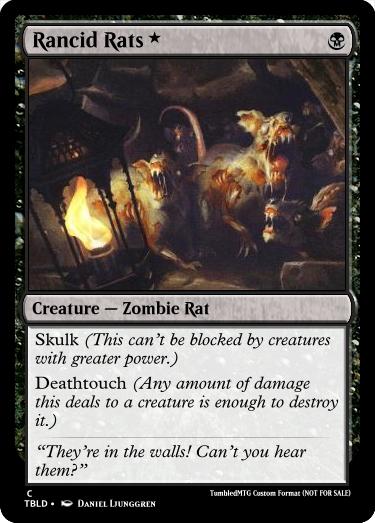 Rancid Rats ★
Creature — Zombie Rat
Skulk (This can't be blocked by creatures
with greater power.)
Deathtouch (Any amount of damage
this deals to a creature is enough to destroy
it.)
“They're in the walls! Can't you hear
them?”
C
TBLD • Daniel Ljunggren
TumbledMTG Custom Format (NOT FOR SALE)